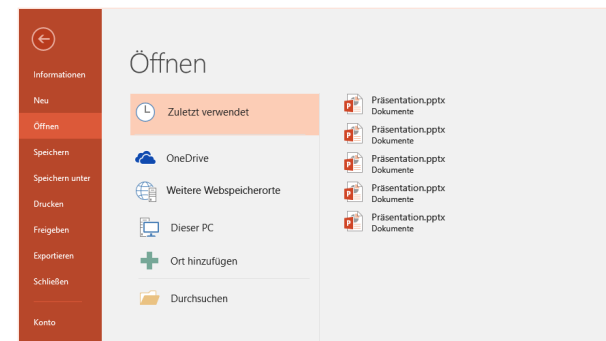 Informationen
Neu
Öffnen
Speichern
Speichern unter
Drucken
Freigeben
Exportieren
Schließen
Konto
Öffnen
Zuletzt verwendet
OneDrive
Weitere Webspeicherorte
Dieser PC
Ort hinzufügen
Durchsuchen
Präsentation.pptx
Dokumente
Präsentation.pptx
Dokumente
Präsentation.pptx
Dokumente
Präsentation.pptx
Dokumente
Präsentation.pptx
Dokumente